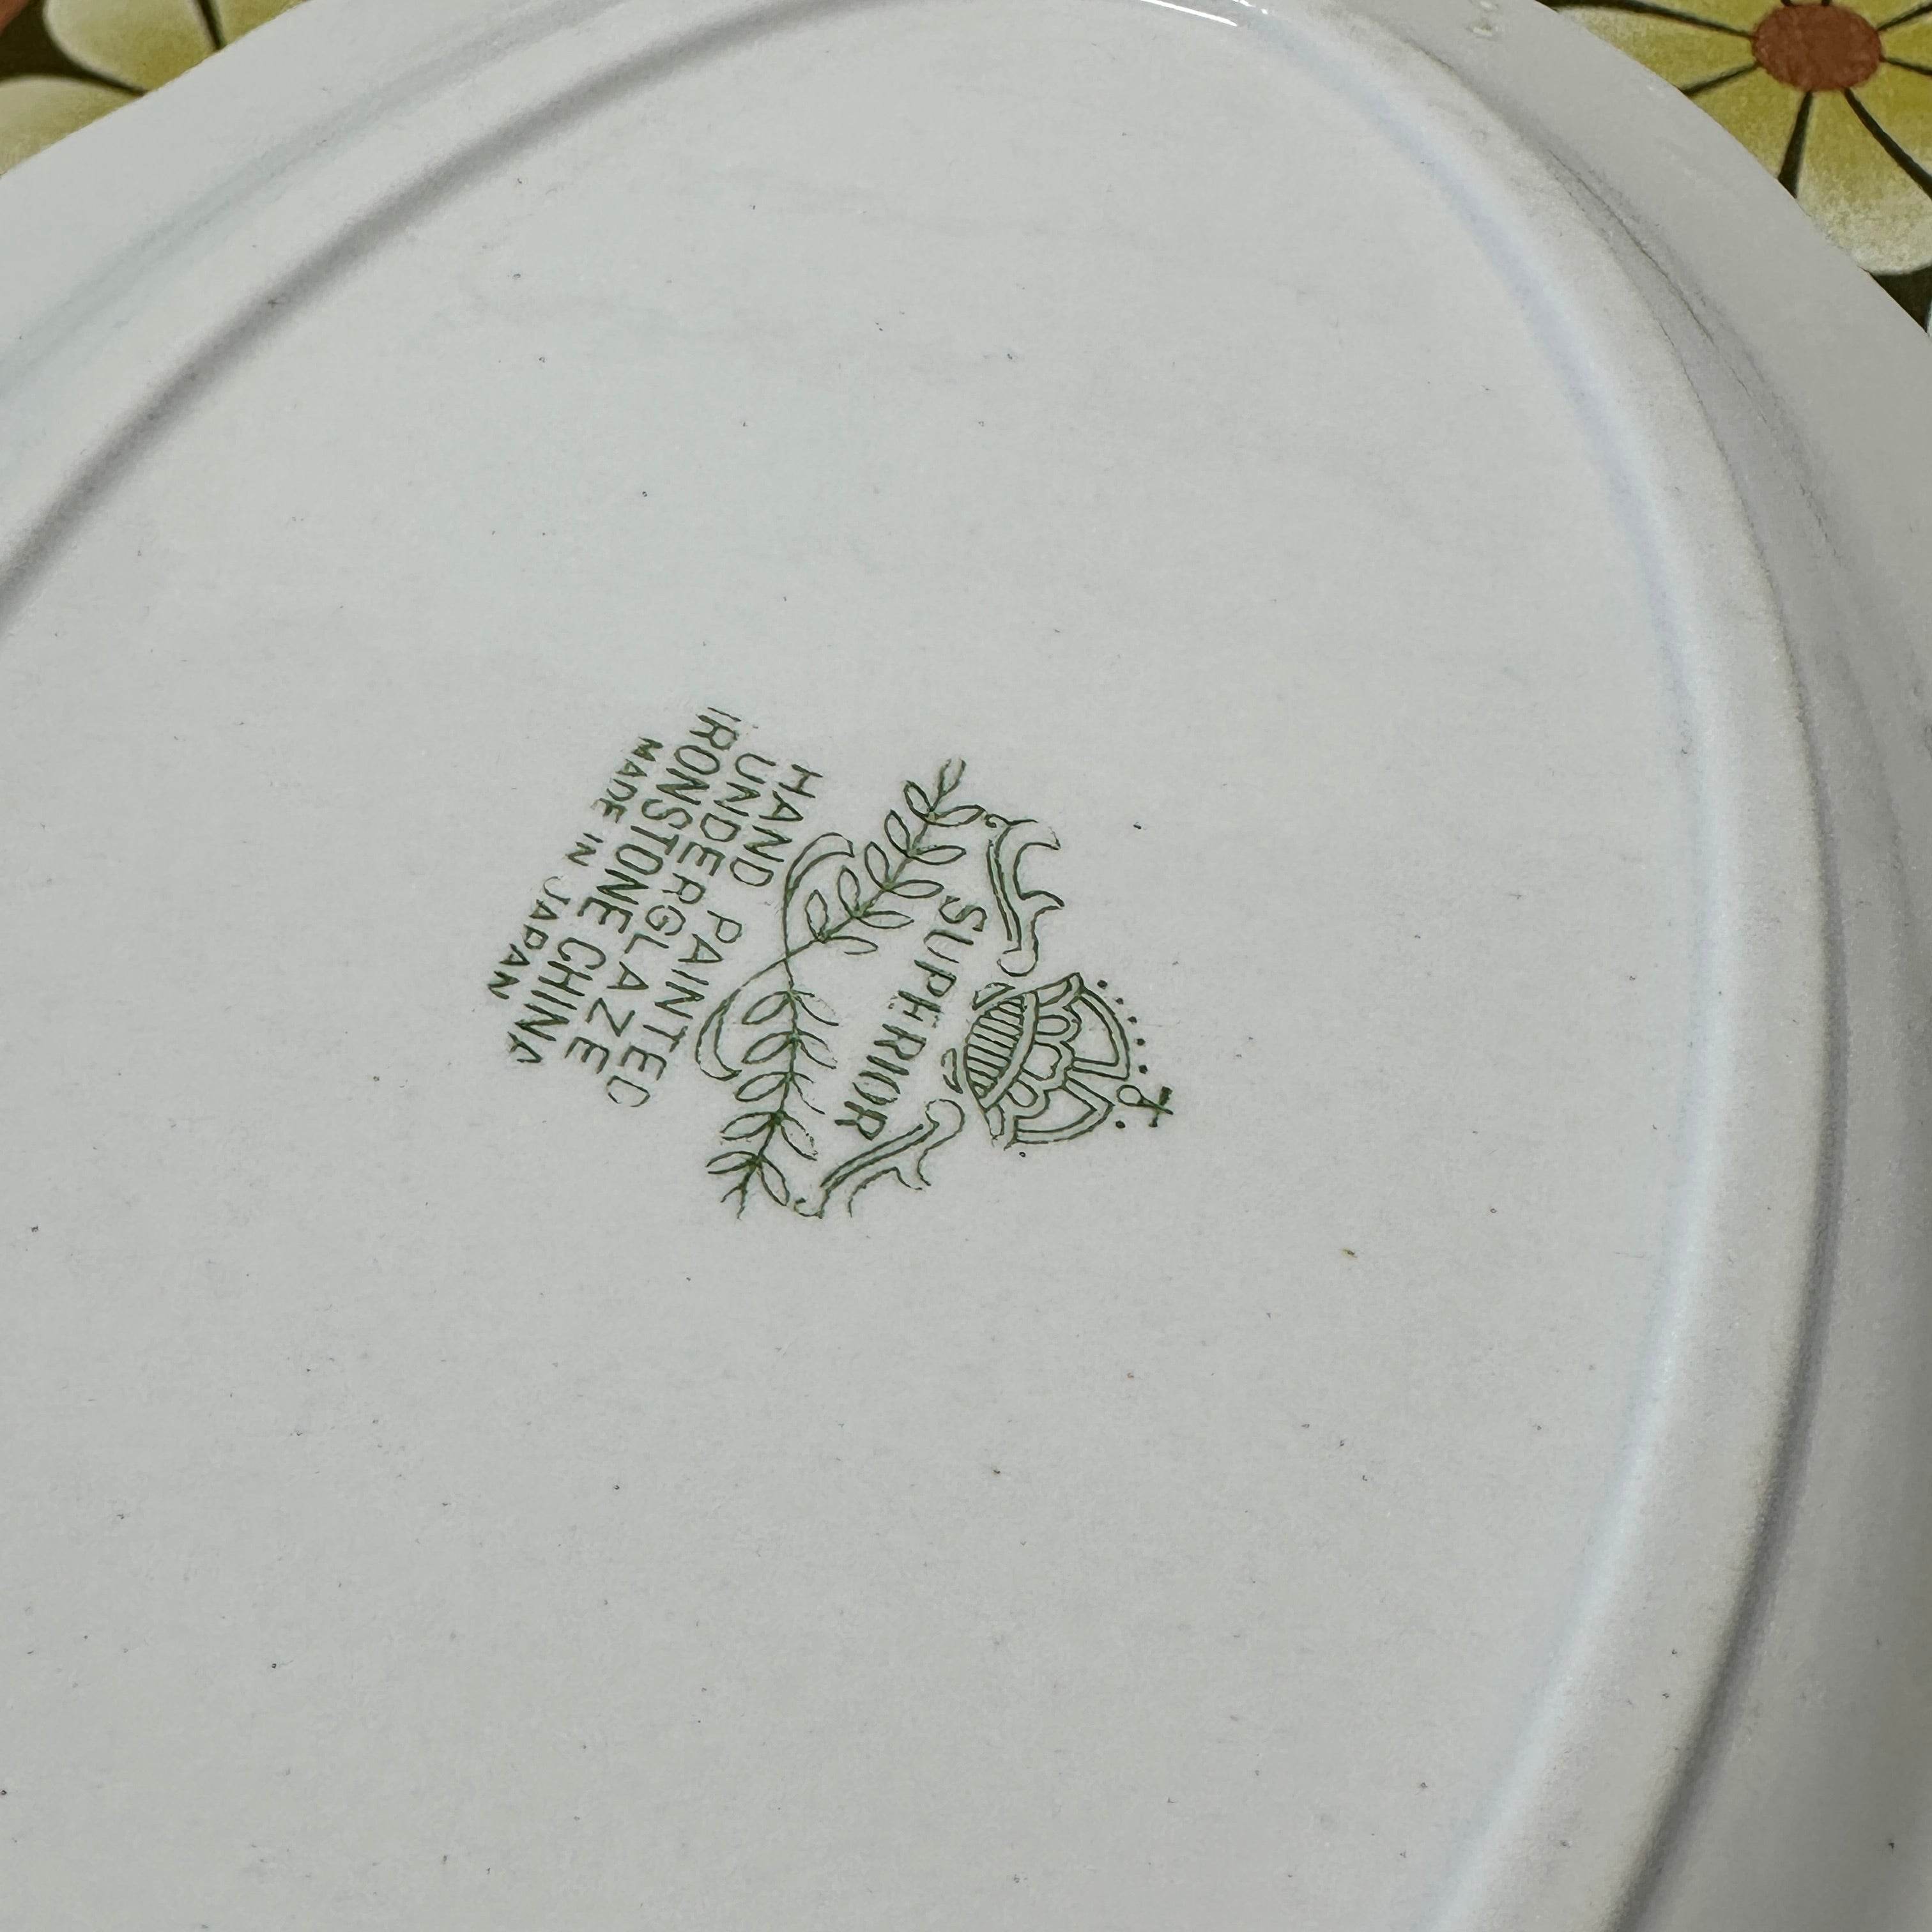 SUPERIOR
HAND PAINTED
UNDERGLAZE
IRONSTONE CHINA
MADE IN JAPAN